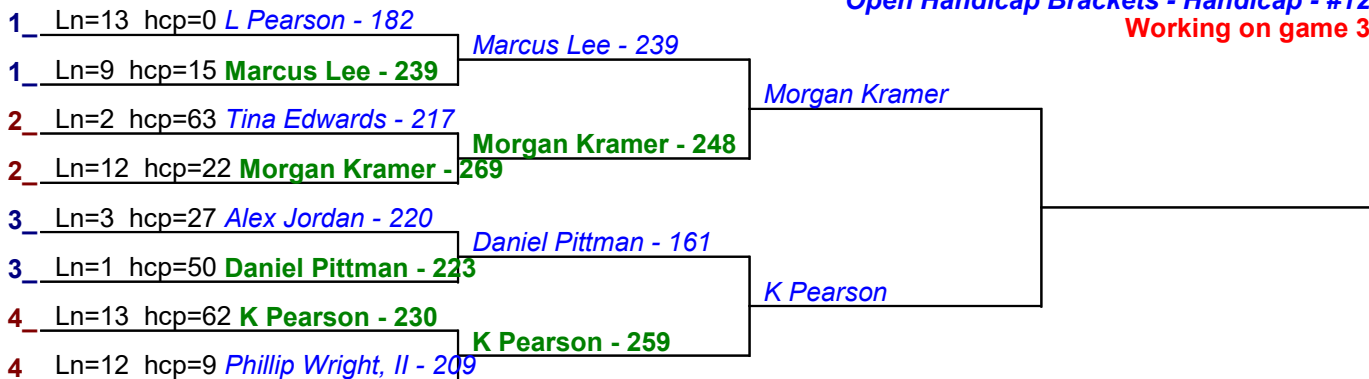 Open Handicap Brackets - Handicap - #12
Working on game 3
1_ Ln=13 hcp=0 L Pearson - 182
Marcus Lee - 239
1_ Ln=9 hcp=15 Marcus Lee - 239
Morgan Kramer
2_ Ln=2 hcp=63 Tina Edwards - 217
Morgan Kramer - 248
2_ Ln=12 hcp=22 Morgan Kramer - 269
3_ Ln=3 hcp=27 Alex Jordan - 220
Daniel Pittman - 161
3_ Ln=1 hcp=50 Daniel Pittman - 223
K Pearson
4_ Ln=13 hcp=62 K Pearson - 230
K Pearson - 259
4 Ln=12 hcp=9 Phillip Wright, II - 209